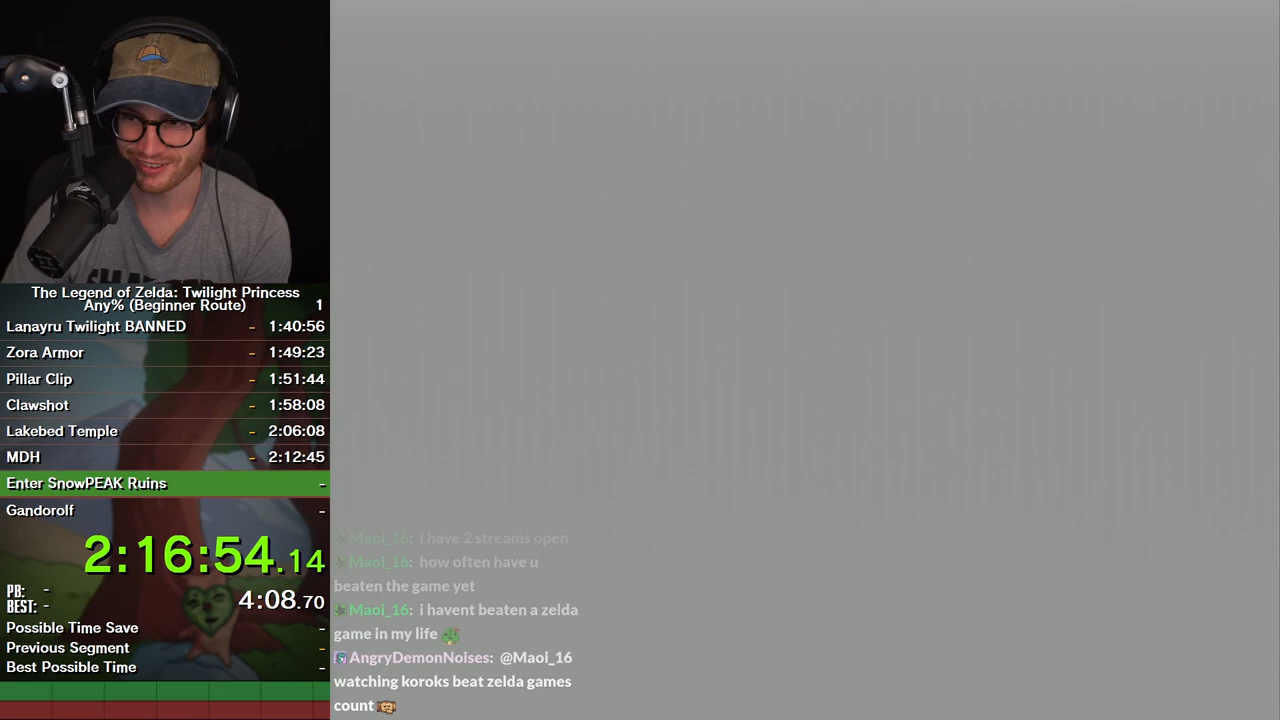 The Legend of Zelda: Twilight Princess
Any% (Beginner Route) 1
Lanayru Twilight BANNED - 1:40:56
Zora Armor - 1:49:23
Pillar Clip - 1:51:44
Clawshot - 1:58:08
Lakebed Temple - 2:06:08
MDH - 2:12:45
Enter SnowPEAK Ruins -
Gandorolf -
2:16:54.14
PB: -
BEST: -
4:08.70
Possible Time Save -
Previous Segment -
Best Possible Time -
Maoi_16: i have 2 streams open
Maoi_16: how often have u
beaten the game yet
Maoi_16: i havent beaten a zelda
game in my life
AngryDemonNoises: @Maoi_16
watching koroks beat zelda games
count